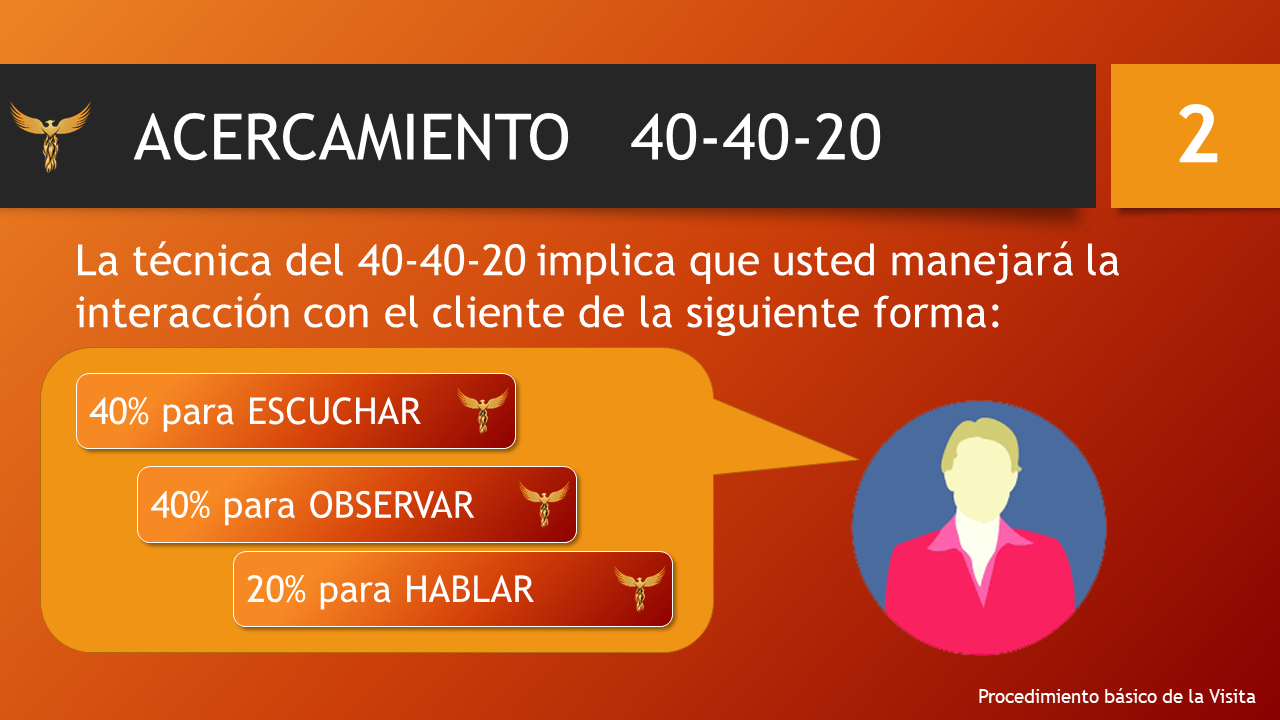 ACERCAMIENTO 40-40-20
2
La técnica del 40-40-20 implica que usted manejará la
interacción con el cliente de la siguiente forma:
40% para ESCUCHAR
40% para OBSERVAR
20% para HABLAR
Procedimiento básico de la Visita